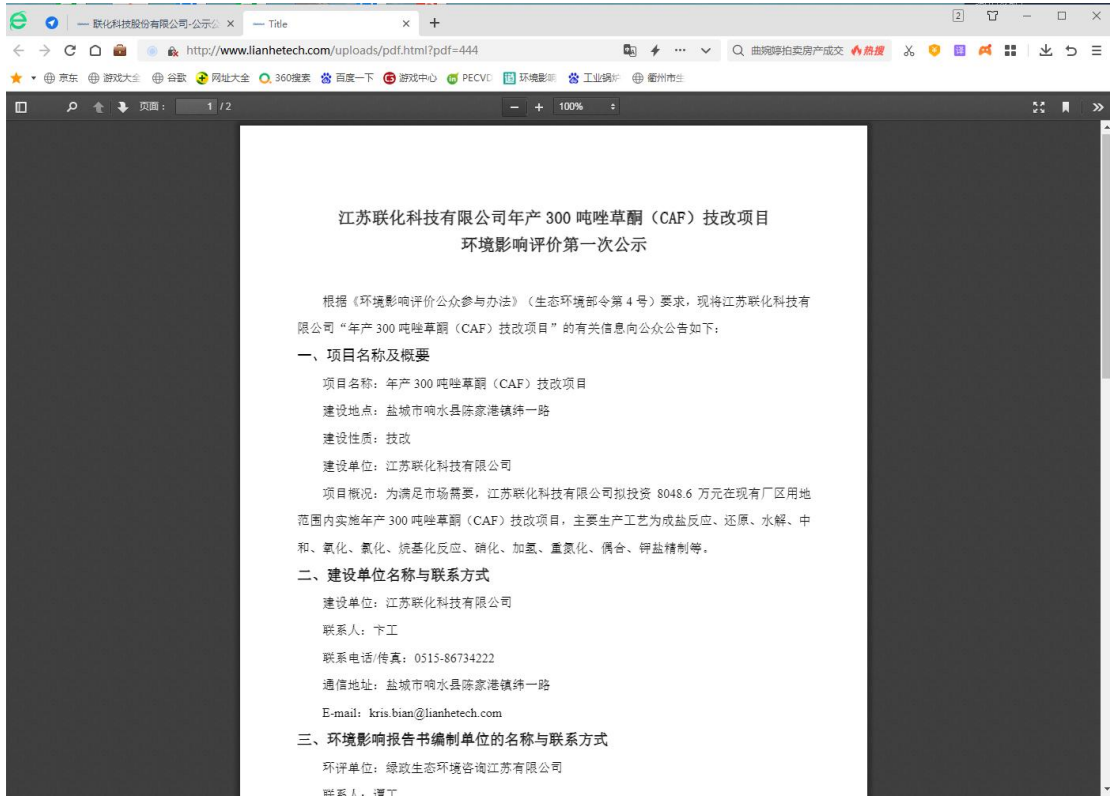 联化科技股份有限公司-公示公
Title
2
http://www.lianhetech.com/uploads/pdf.html?pdf=444
曲婉婷拍卖房产成交 热搜
京东 游戏大全 谷歌 网址大全 360搜索 百度一下 游戏中心 PECVD 环境影响 工业锅炉 衢州市生
页面： 1 /2
100%
江苏联化科技有限公司年产 300 吨唑草酮（CAF）技改项目
环境影响评价第一次公示
根据《环境影响评价公众参与办法》（生态环境部令第 4 号）要求，现将江苏联化科技有
限公司“年产 300 吨唑草酮（CAF）技改项目”的有关信息向公众公告如下：
一、项目名称及概要
项目名称：年产 300 吨唑草酮（CAF）技改项目
建设地点：盐城市响水县陈家港镇纬一路
建设性质：技改
建设单位：江苏联化科技有限公司
项目概况：为满足市场需要，江苏联化科技有限公司拟投资 8048.6 万元在现有厂区用地
范围内实施年产 300 吨唑草酮（CAF）技改项目，主要生产工艺为成盐反应、还原、水解、中
和、氧化、氯化、烷基化反应、硝化、加氢、重氮化、偶合、钾盐精制等。
二、建设单位名称与联系方式
建设单位：江苏联化科技有限公司
联系人：卞工
联系电话/传真：0515-86734222
通信地址：盐城市响水县陈家港镇纬一路
E-mail：kris.bian@lianhetech.com
三、环境影响报告书编制单位的名称与联系方式
环评单位：绿政生态环境咨询江苏有限公司
联系人：谭工